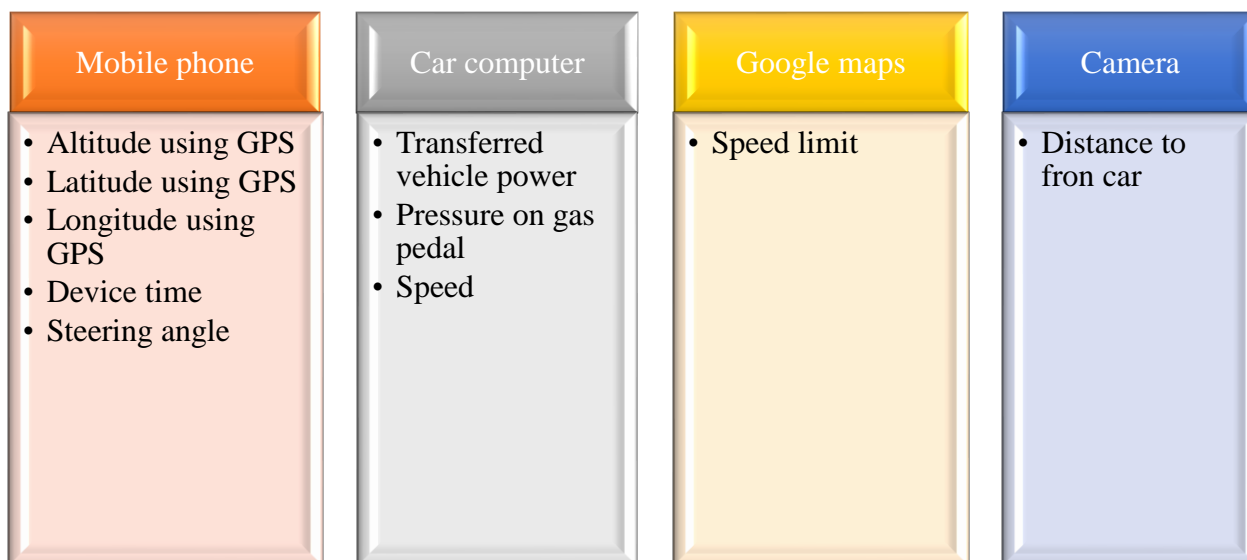 Mobile phone
• Altitude using GPS
• Latitude using GPS
• Longitude using
GPS
• Device time
• Steering angle
Car computer
• Transferred
vehicle power
• Pressure on gas
pedal
• Speed
Google maps
• Speed limit
Camera
• Distance to
fron car